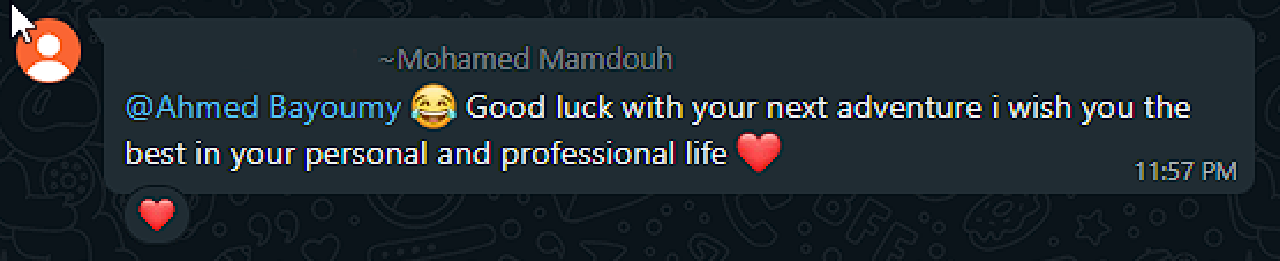 ~Mohamed Mamdouh
@Ahmed Bayoumy 😂 Good luck with your next adventure i wish you the
best in your personal and professional life ❤️
11:57 PM
❤️